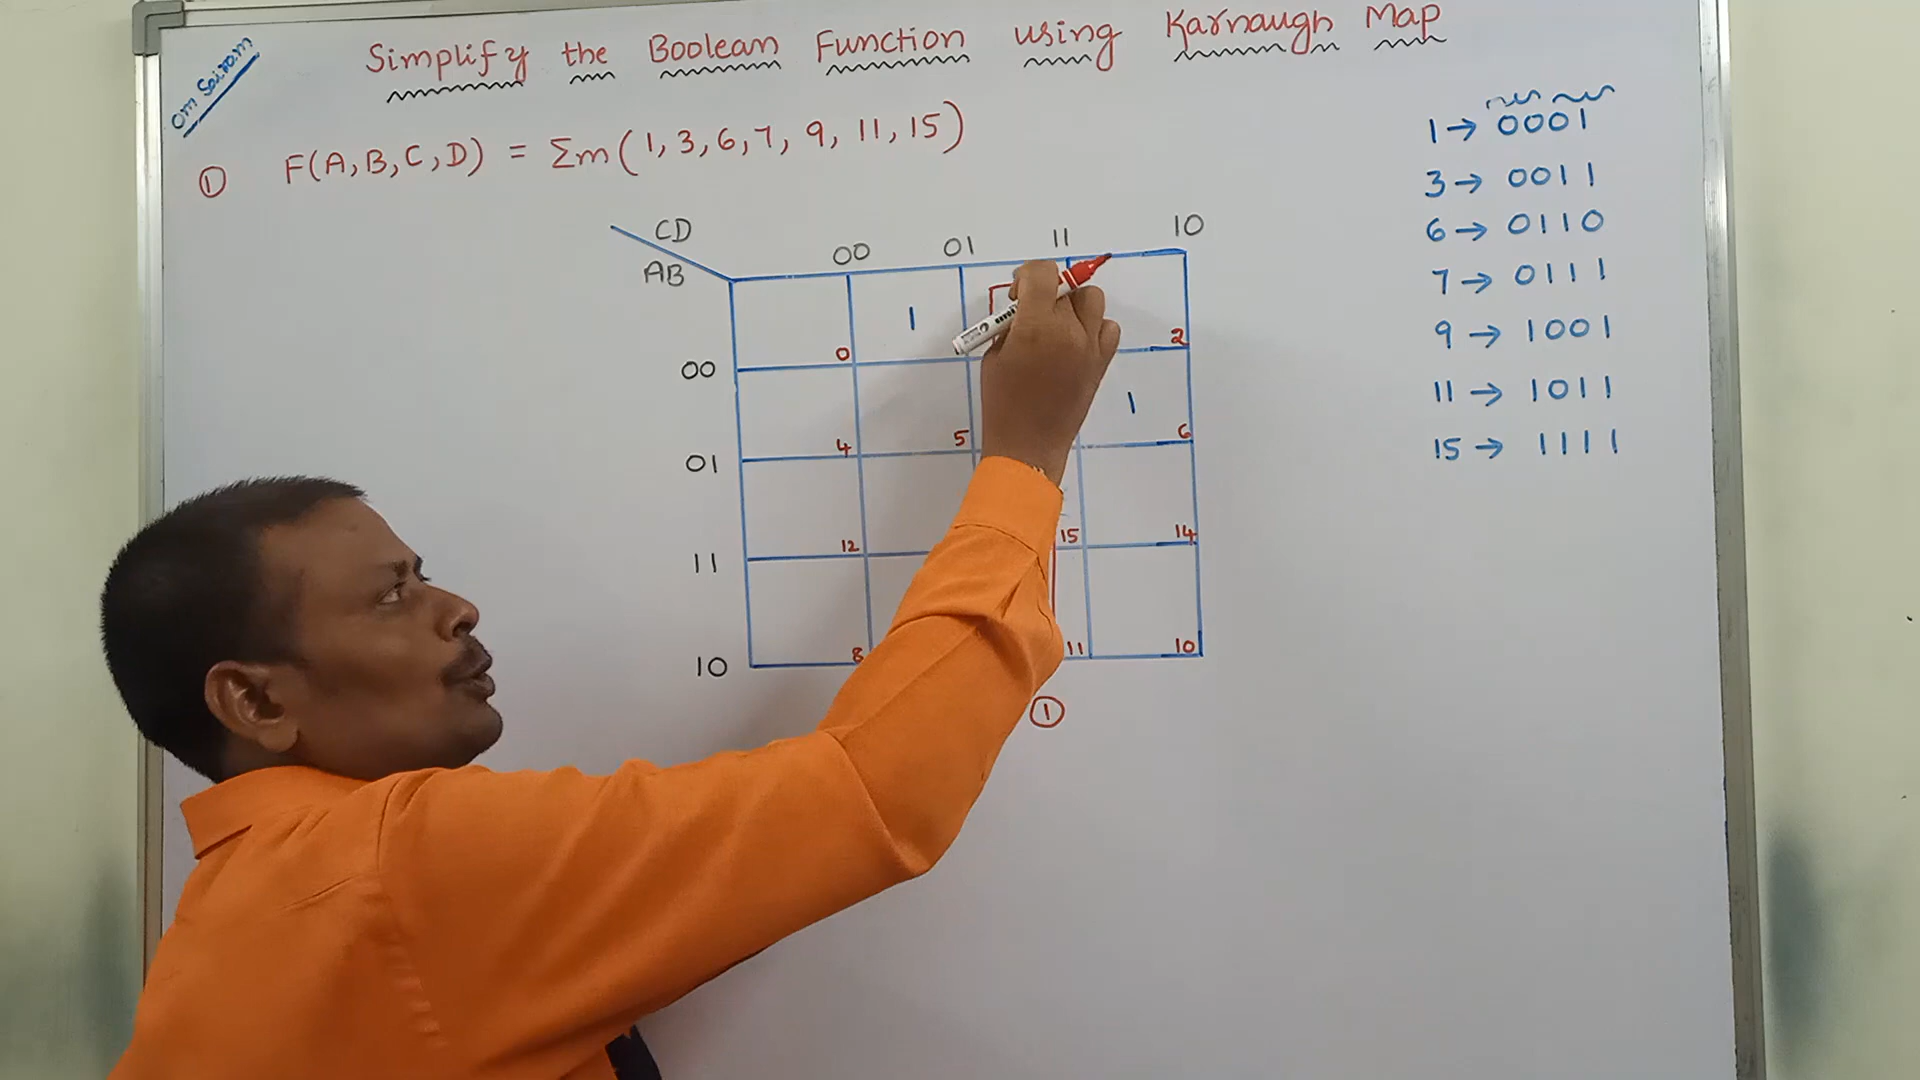 Om Sairam
Simplify the Boolean Function using Karnaugh Map
① F(A,B,C,D) = Σm(1,3,6,7,9,11,15)
1→ 0001
3→ 0011
6→ 0110
7→ 0111
9→ 1001
11→ 1011
15→ 1111
CD
AB
00 01 11 10
1
0 2
00
1
4 5 6
01
12 15 14
11
8 11 10
10
①